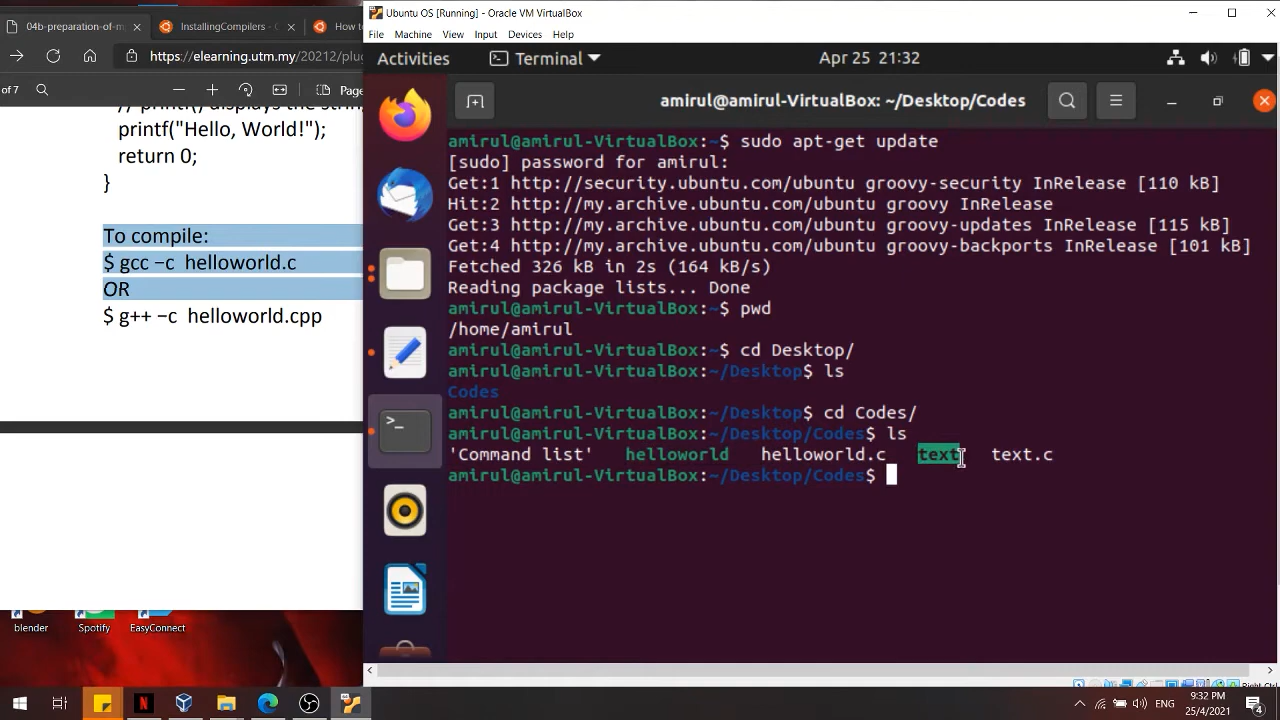 04b-preparation-of-m
InstallingCompilers - C
How to
https://elearning.utm.my/20212/plug
of 7
Page
printf("Hello, World!");
return 0;
}
To compile:
$ gcc –c helloworld.c
OR
$ g++ –c helloworld.cpp
blender
Spotify
EasyConnect
Ubuntu OS [Running] - Oracle VM VirtualBox
File
Machine
View
Input
Devices
Help
Activities
Terminal
Apr 25 21:32
amirul@amirul-VirtualBox: ~/Desktop/Codes
amirul@amirul-VirtualBox:~$ sudo apt-get update
[sudo] password for amirul:
Get:1 http://security.ubuntu.com/ubuntu groovy-security InRelease [110 kB]
Hit:2 http://my.archive.ubuntu.com/ubuntu groovy InRelease
Get:3 http://my.archive.ubuntu.com/ubuntu groovy-updates InRelease [115 kB]
Get:4 http://my.archive.ubuntu.com/ubuntu groovy-backports InRelease [101 kB]
Fetched 326 kB in 2s (164 kB/s)
Reading package lists... Done
amirul@amirul-VirtualBox:~$ pwd
/home/amirul
amirul@amirul-VirtualBox:~$ cd Desktop/
amirul@amirul-VirtualBox:~/Desktop$ ls
Codes
amirul@amirul-VirtualBox:~/Desktop$ cd Codes/
amirul@amirul-VirtualBox:~/Desktop/Codes$ ls
'Command list' helloworld helloworld.c text text.c
amirul@amirul-VirtualBox:~/Desktop/Codes$
Right Ctrl
ENG
9:32 PM
25/4/2021
4